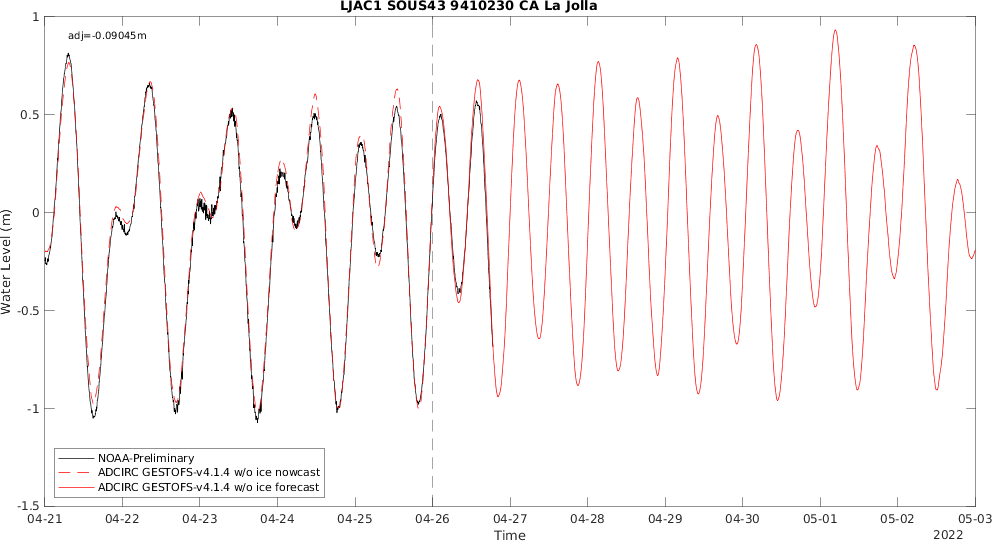 LJAC1 SOUS43 9410230 CA La Jolla
adj=-0.09045m
1
0.5
0
-0.5
-1
-1.5
Water Level (m)
NOAA-Preliminary
ADCIRC GESTOFS-v4.1.4 w/o ice nowcast
ADCIRC GESTOFS-v4.1.4 w/o ice forecast
04-21 04-22 04-23 04-24 04-25 04-26 04-27 04-28 04-29 04-30 05-01 05-02 05-03
Time
2022